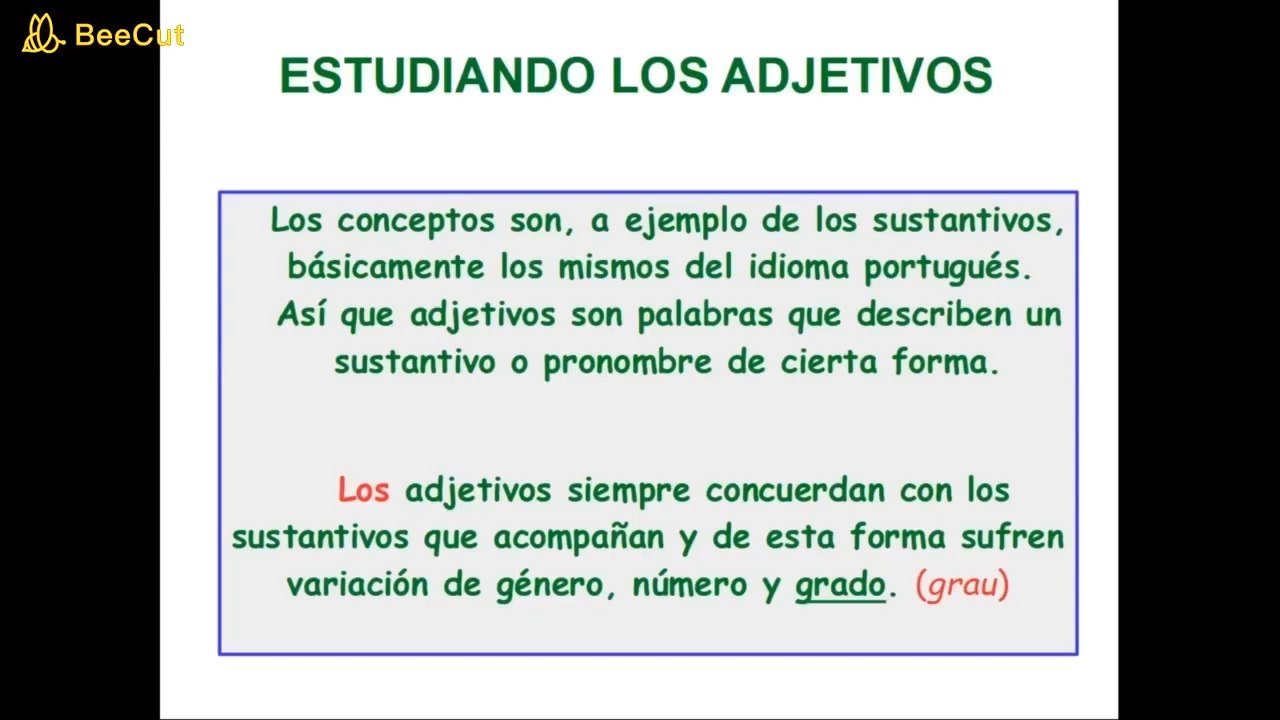 BeeCut
ESTUDIANDO LOS ADJETIVOS
Los conceptos son, a ejemplo de los sustantivos,
básicamente los mismos del idioma portugués.
Así que adjetivos son palabras que describen un
sustantivo o pronombre de cierta forma.
Los adjetivos siempre concuerdan con los
sustantivos que acompañan y de esta forma sufren
variación de género, número y grado. (grau)